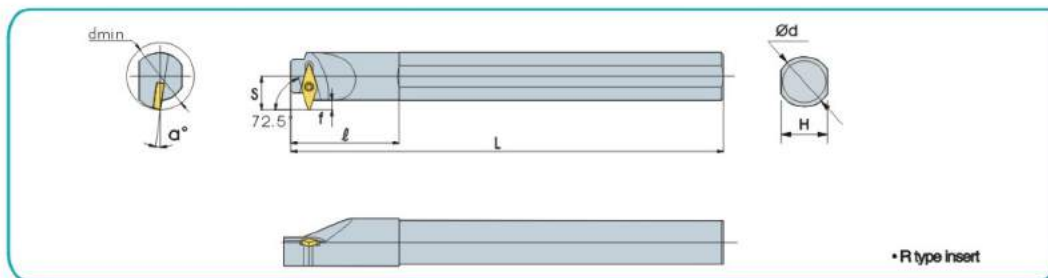 dmin
Ød
S
72.5°
f
ℓ
H
L
a°
• R type insert